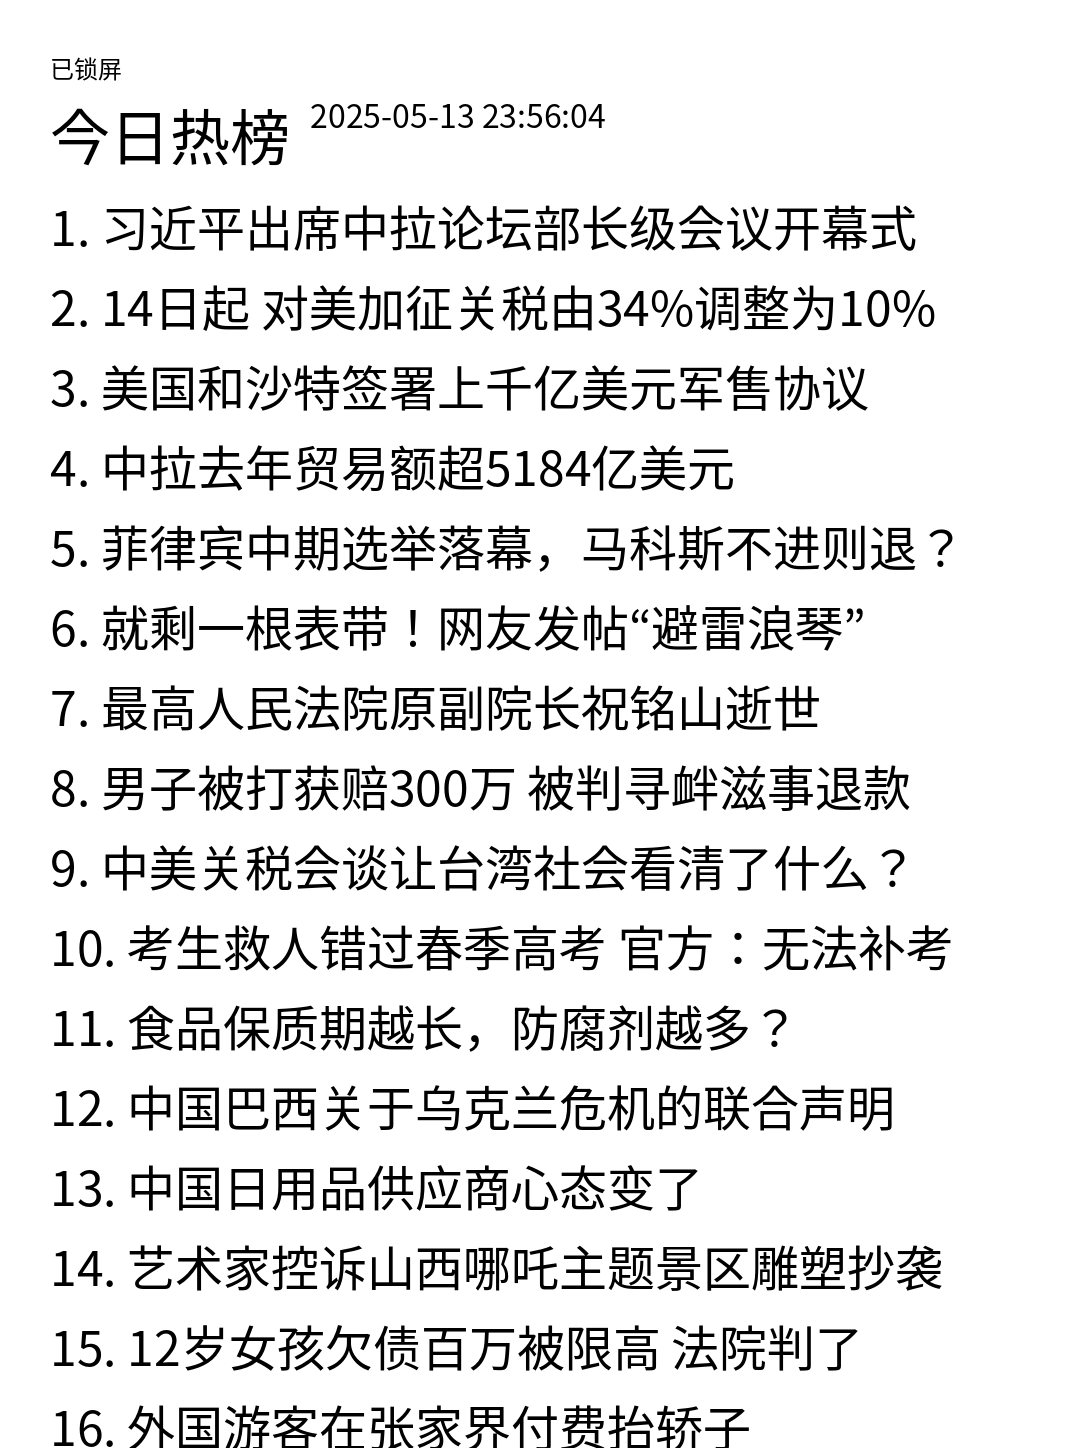 已锁屏
今日热榜 2025-05-13 23:56:04
1. 习近平出席中拉论坛部长级会议开幕式
2. 14日起 对美加征关税由34%调整为10%
3. 美国和沙特签署上千亿美元军售协议
4. 中拉去年贸易额超5184亿美元
5. 菲律宾中期选举落幕，马科斯不进则退？
6. 就剩一根表带！网友发帖“避雷浪琴”
7. 最高人民法院原副院长祝铭山逝世
8. 男子被打获赔300万 被判寻衅滋事退款
9. 中美关税会谈让台湾社会看清了什么？
10. 考生救人错过春季高考 官方：无法补考
11. 食品保质期越长，防腐剂越多？
12. 中国巴西关于乌克兰危机的联合声明
13. 中国日用品供应商心态变了
14. 艺术家控诉山西哪吒主题景区雕塑抄袭
15. 12岁女孩欠债百万被限高 法院判了
16. 外国游客在张家界付费抬轿子